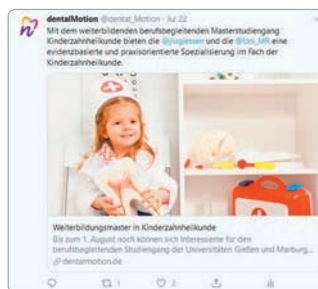 dentalMotion @dental_Motion · Jul 22
Mit dem weiterbildenden berufsbegleitenden Masterstudiengang
Kinderzahnheilkunde bieten die @jlugiessen und die @Uni_MR eine
evidenzbasierte und praxisorientierte Spezialisierung im Fach der
Kinderzahnheilkunde.
Weiterbildungsmaster in Kinderzahnheilkunde
Bis zum 1. August noch können sich Interessierte für den
berufsbegleitenden Studiengang der Universitäten Gießen und Marburg...
dentarmotion.de
1
2